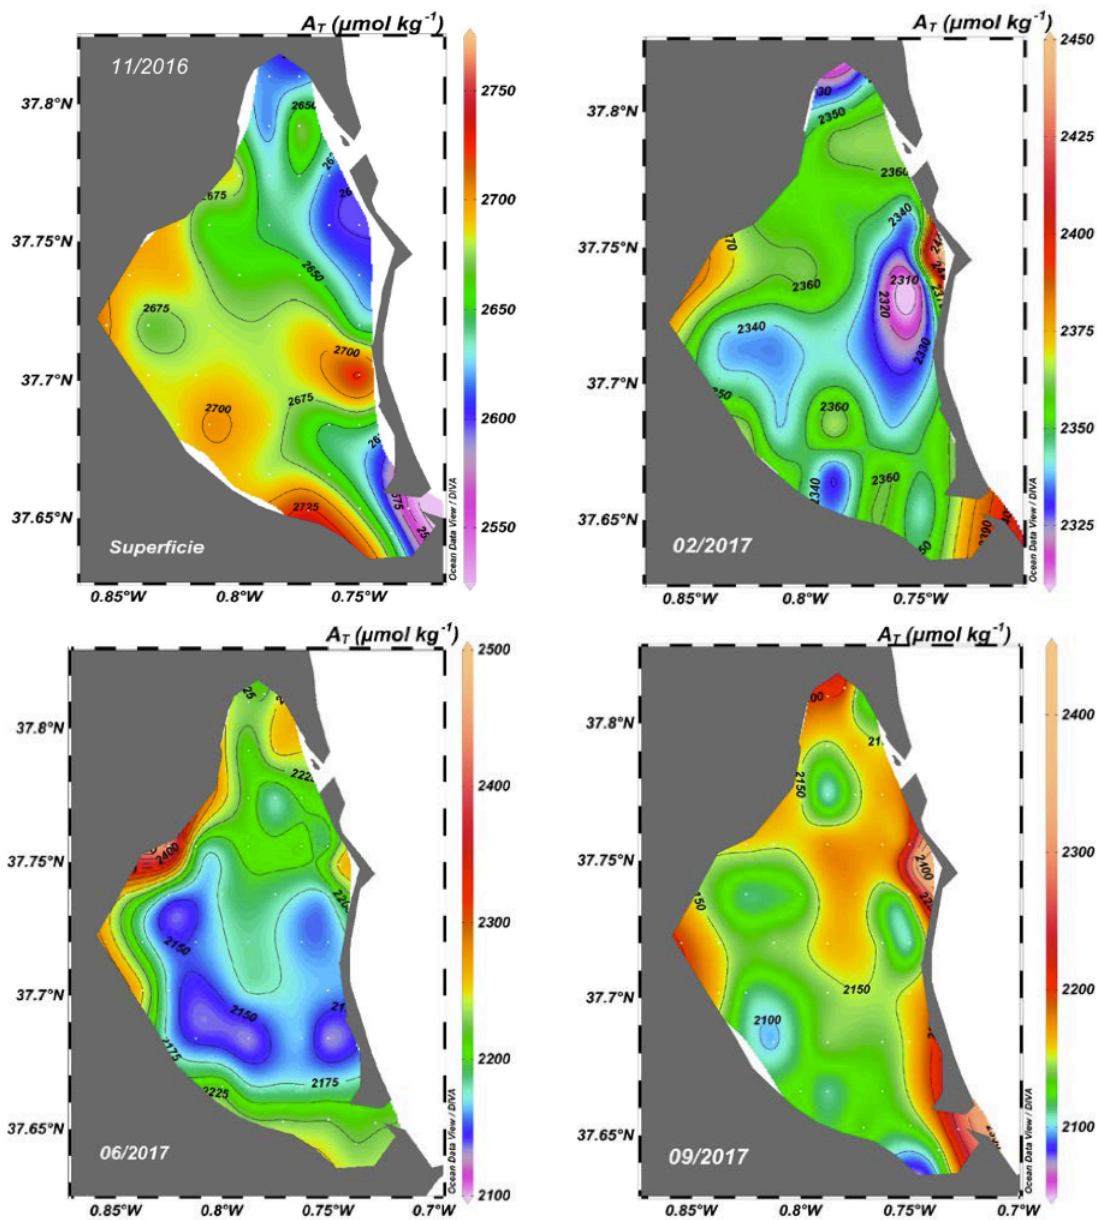 A_T (μmol kg⁻¹)
11/2016
37.8°N
37.75°N
37.7°N
37.65°N
2650
2675
2650
2675
2700
2675
2700
2725
Superficie
0.85°W
0.8°W
0.75°W
2750
2700
2650
2600
2550
Ocean Data View / DIVA
A_T (μmol kg⁻¹)
37.8°N
37.75°N
37.7°N
37.65°N
2350
2360
2340
2360
2310
2320
2330
2340
2360
2340
2360
2390
02/2017
0.85°W
0.8°W
0.75°W
2450
2425
2400
2375
2350
2325
Ocean Data View / DIVA
A_T (μmol kg⁻¹)
37.8°N
37.75°N
37.7°N
37.65°N
2400
2150
2150
2175
2175
2225
06/2017
0.85°W
0.8°W
0.75°W
0.7°W
2500
2400
2300
2200
2100
Ocean Data View / DIVA
A_T (μmol kg⁻¹)
37.8°N
37.75°N
37.7°N
37.65°N
2150
2400
2150
2100
09/2017
0.85°W
0.8°W
0.75°W
0.7°W
2400
2300
2200
2100
Ocean Data View / DIVA